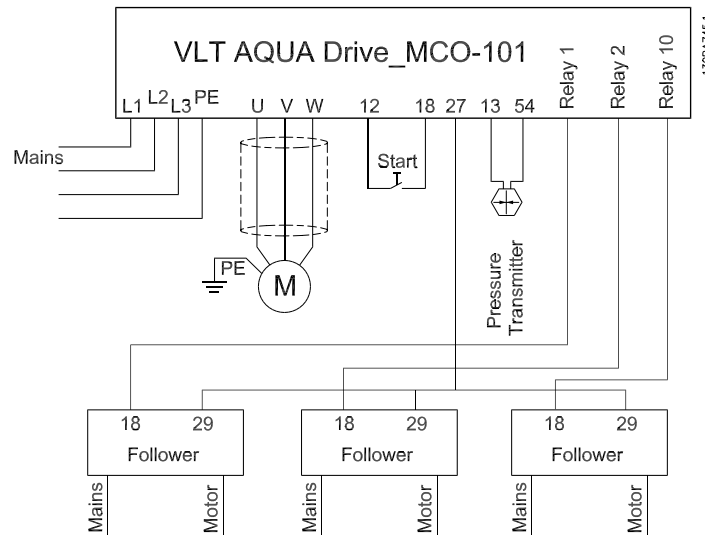 VLT AQUA Drive_MCO-101
Relay 1
Relay 2
Relay 10
L1 L2 L3 PE U V W 12 18 27 13 54
Mains
Start
PE
M
Pressure
Transmitter
18 29
Follower
Mains
Motor
18 29
Follower
Mains
Motor
18 29
Follower
Mains
Motor